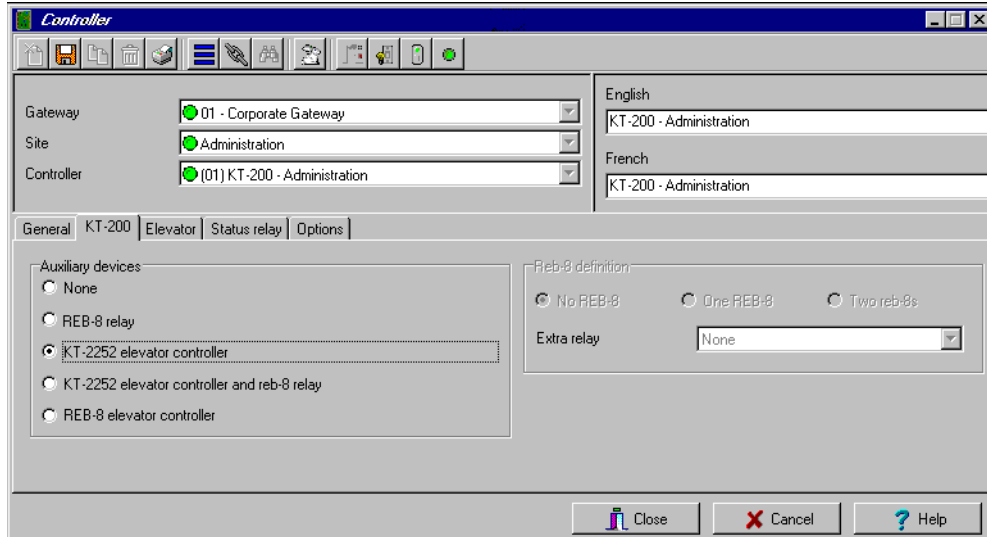 Controller
Gateway
01 - Corporate Gateway
Site
Administration
Controller
(01) KT-200 - Administration
English
KT-200 - Administration
French
KT-200 - Administration
General KT-200 Elevator Status relay Options
Auxiliary devices
None
REB-8 relay
KT-2252 elevator controller
KT-2252 elevator controller and reb-8 relay
REB-8 elevator controller
Reb-8 definition
No REB-8 One REB-8 Two reb-8s
Extra relay None
Close Cancel Help